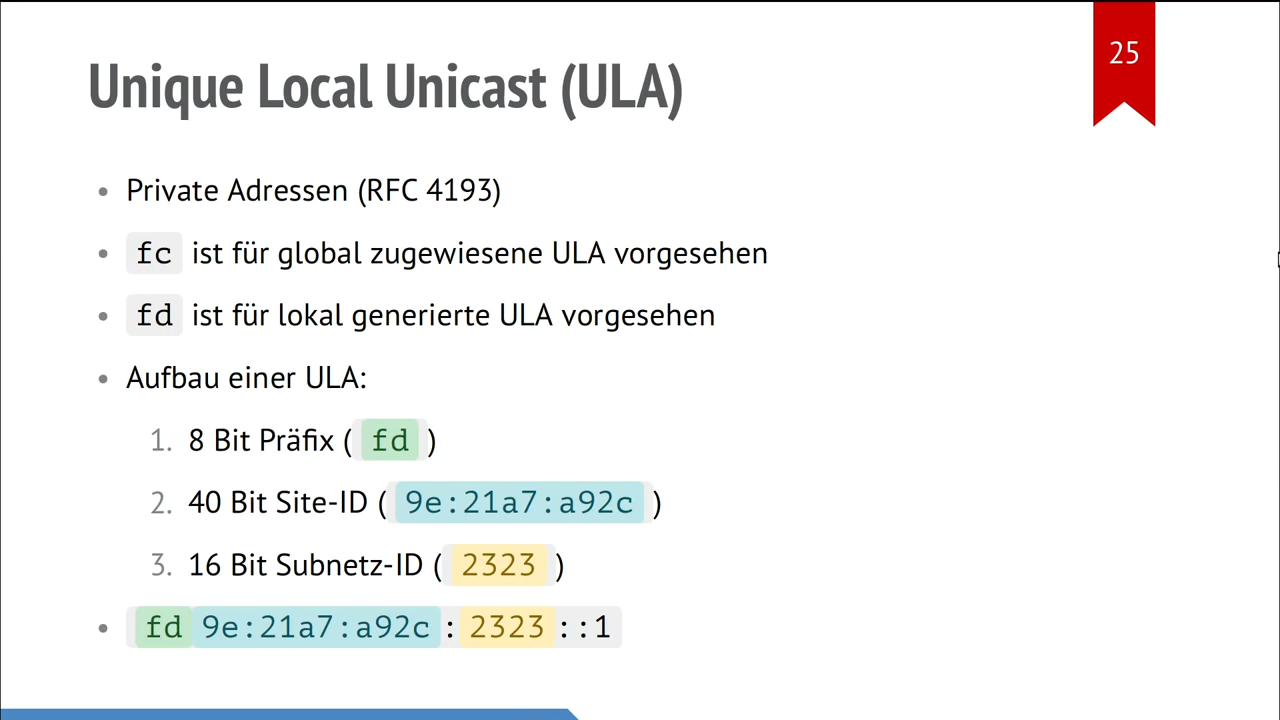 Unique Local Unicast (ULA)
25
• Private Adressen (RFC 4193)
• fc ist für global zugewiesene ULA vorgesehen
• fd ist für lokal generierte ULA vorgesehen
• Aufbau einer ULA:
1. 8 Bit Präfix ( fd )
2. 40 Bit Site-ID ( 9e:21a7:a92c )
3. 16 Bit Subnetz-ID ( 2323 )
• fd9e:21a7:a92c:2323::1